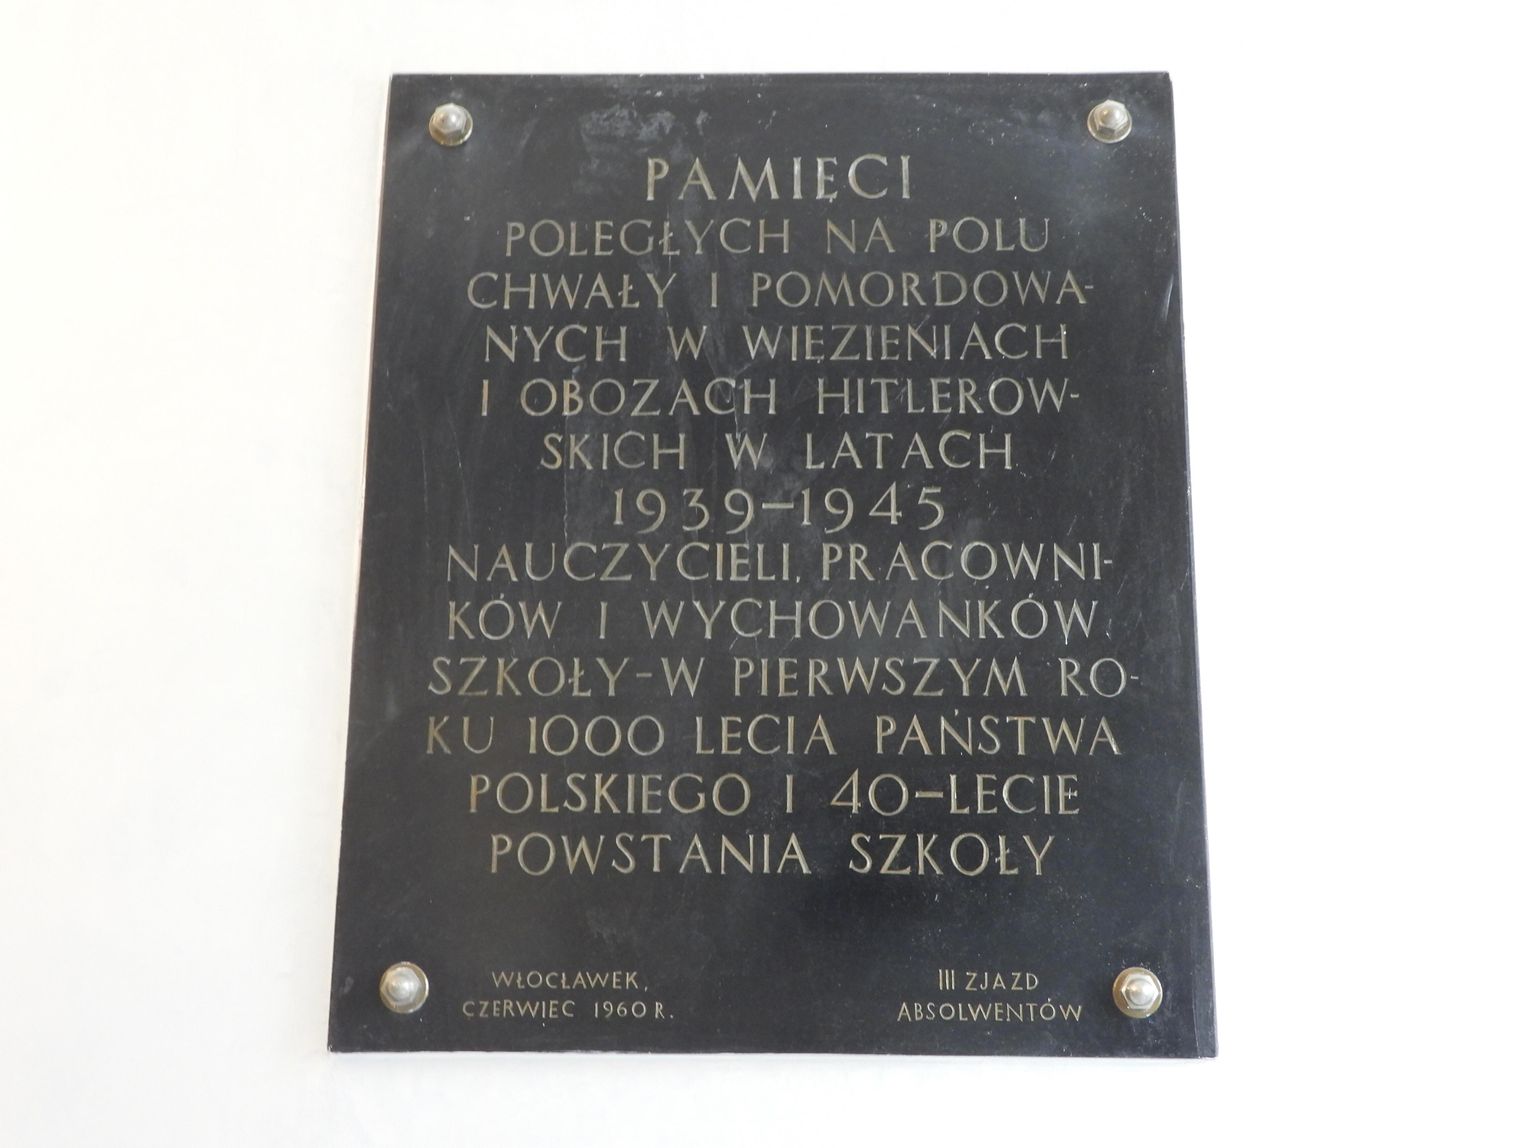 PAMIĘCI
POLEGŁYCH NA POLU
CHWAŁY I POMORDOWA-
NYCH W WIĘZIENIACH
I OBOZACH HITLEROW-
SKICH W LATACH
1939-1945
NAUCZYCIELI, PRACOWNI-
KÓW I WYCHOWANKÓW
SZKOŁY-W PIERWSZYM RO-
KU 1000 LECIA PAŃSTWA
POLSKIEGO I 40-LECIE
POWSTANIA SZKOŁY
WŁOCŁAWEK,
CZERWIEC 1960 R.
III ZJAZD
ABSOLWENTÓW